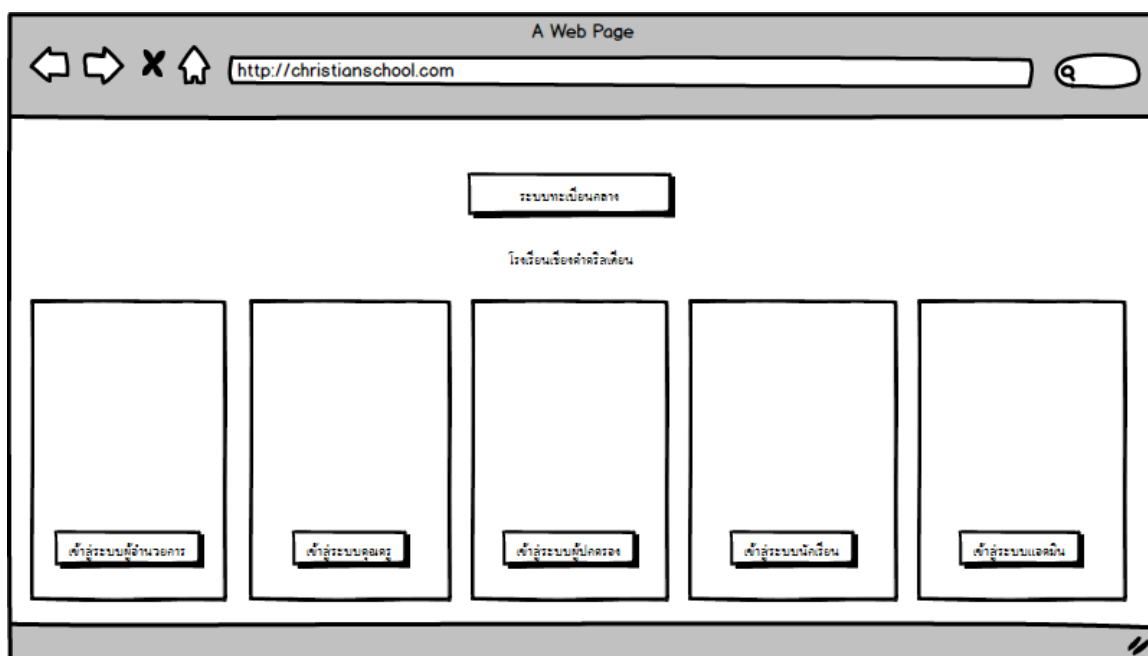 A Web Page
http://christianschool.com
ระบบทะเบียนกลาง
โรงเรียนเชียงคำคริสเตียน
เข้าสู่ระบบผู้อำนวยการ
เข้าสู่ระบบคุณครู
เข้าสู่ระบบผู้ปกครอง
เข้าสู่ระบบนักเรียน
เข้าสู่ระบบแอดมิน